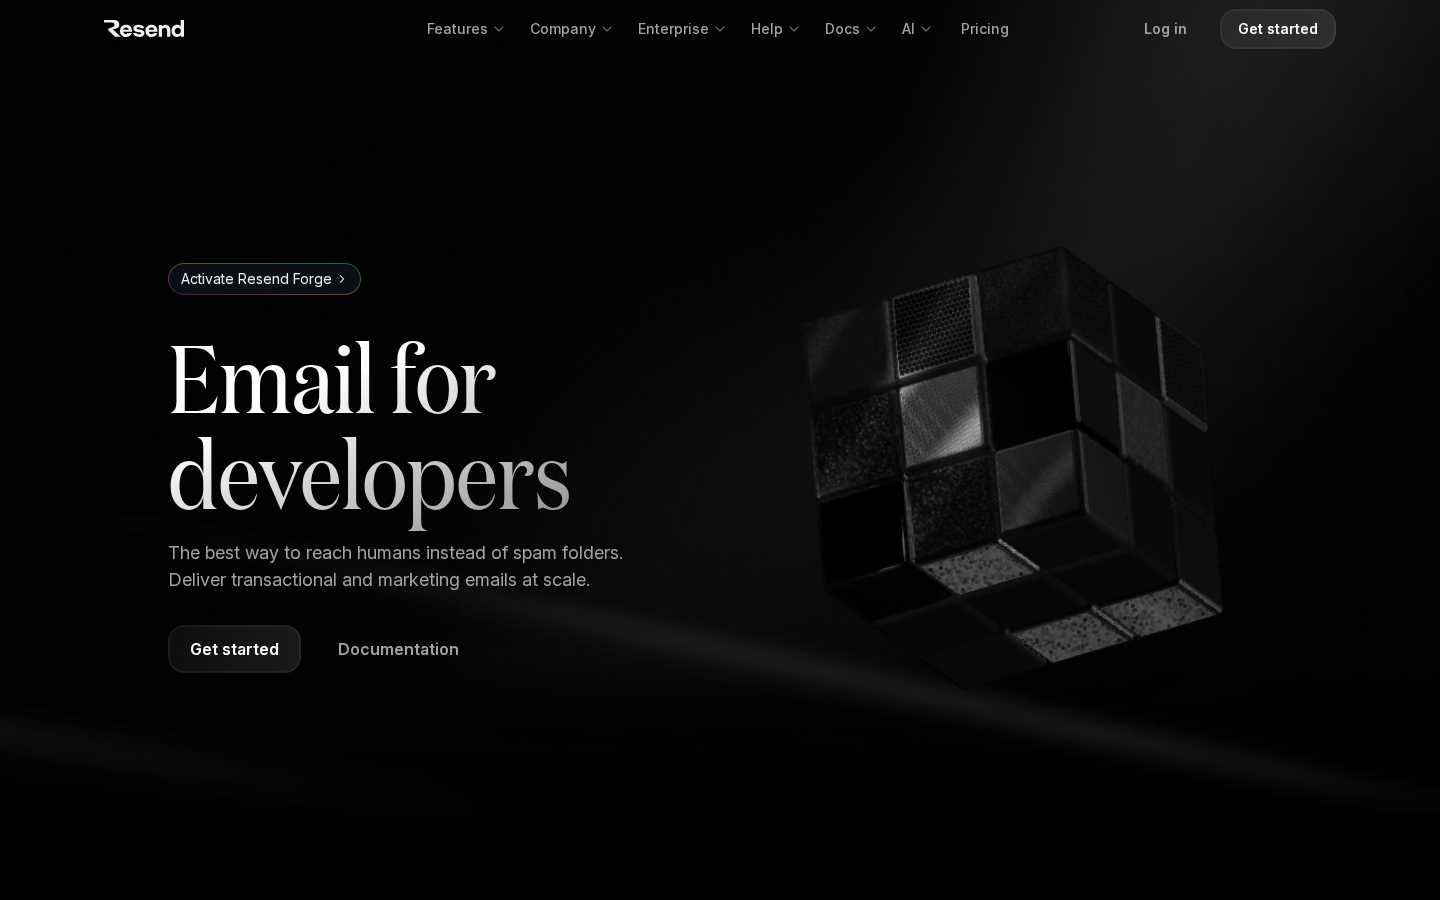 Resend
Features
Company
Enterprise
Help
Docs
AI
Pricing
Log in
Get started
Activate Resend Forge
Email for
developers
The best way to reach humans instead of spam folders.
Deliver transactional and marketing emails at scale.
Get started
Documentation